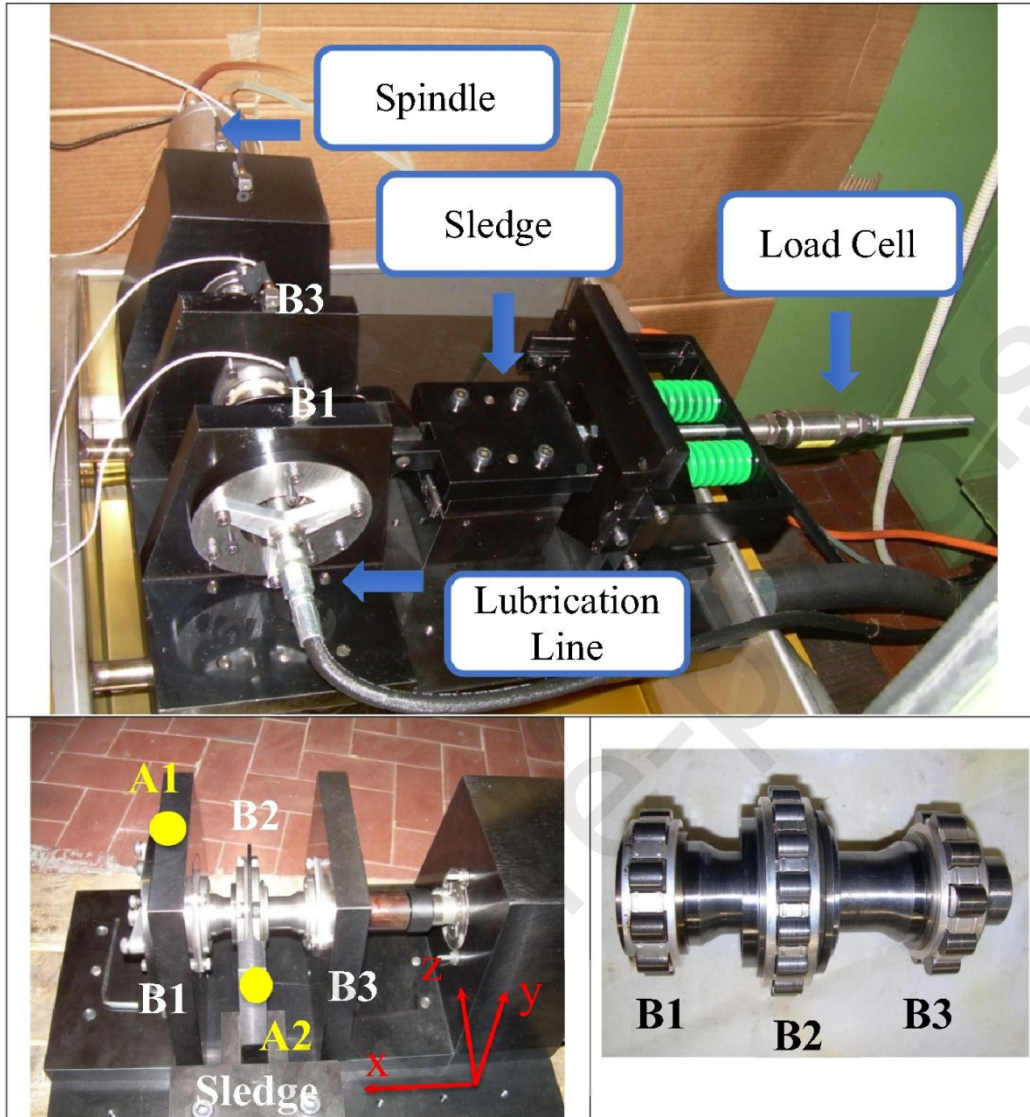 Spindle
Sledge
Load Cell
B3
B1
Lubrication
Line
A1
B2
B1
B3
A2
z
y
x
Sledge
B1
B2
B3